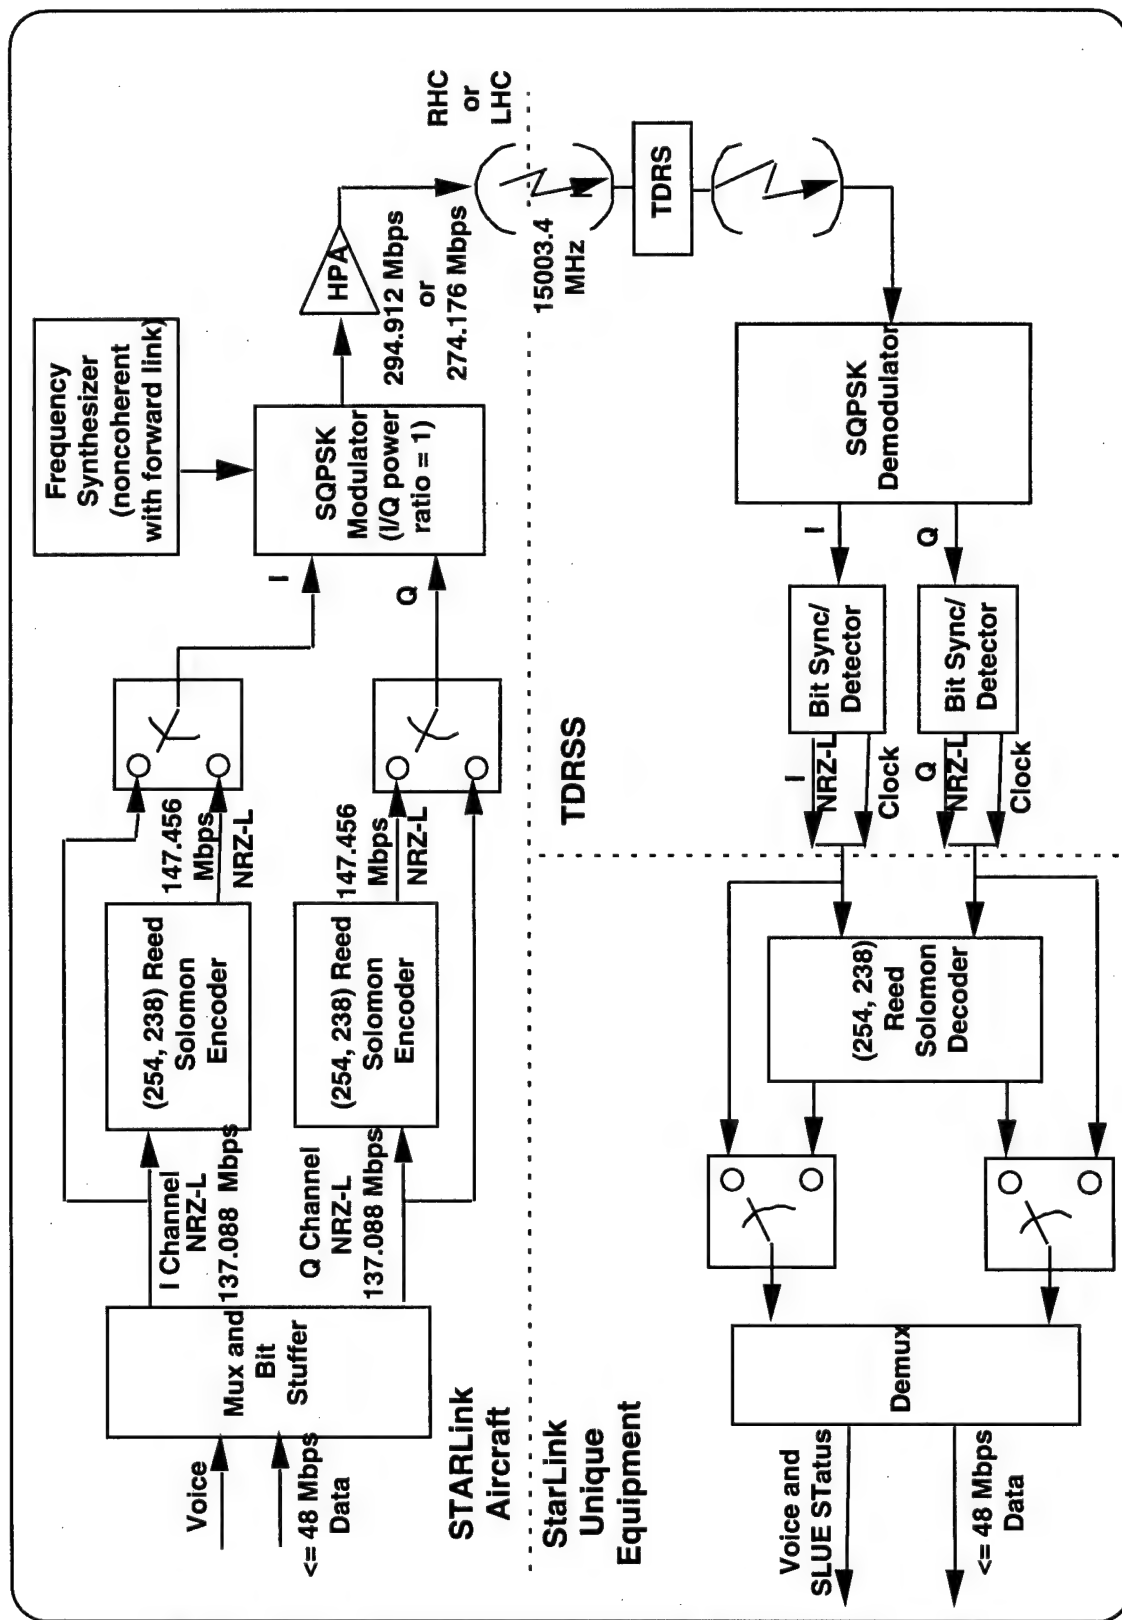 Voice
<= 48 Mbps
Data
Mux and
Bit
Stuffer
I Channel
NRZ-L
137.088 Mbps
Q Channel
NRZ-L
137.088 Mbps
(254, 238) Reed
Solomon
Encoder
(254, 238) Reed
Solomon
Encoder
147.456
Mbps
NRZ-L
147.456
Mbps
NRZ-L
I
Q
Frequency
Synthesizer
(noncoherent
with forward link)
SQPSK
Modulator
(I/Q power
ratio = 1)
HPA
294.912 Mbps
or
274.176 Mbps
RHC
or
LHC
STARLink
Aircraft
15003.4
MHz
TDRS
TDRSS
SQPSK
Demodulator
I
Q
Bit Sync/
Detector
Bit Sync/
Detector
I
NRZ-L
Clock
Q
NRZ-L
Clock
StarLink
Unique
Equipment
(254, 238)
Reed
Solomon
Decoder
Demux
Voice and
SLUE STatus
<= 48 Mbps
Data